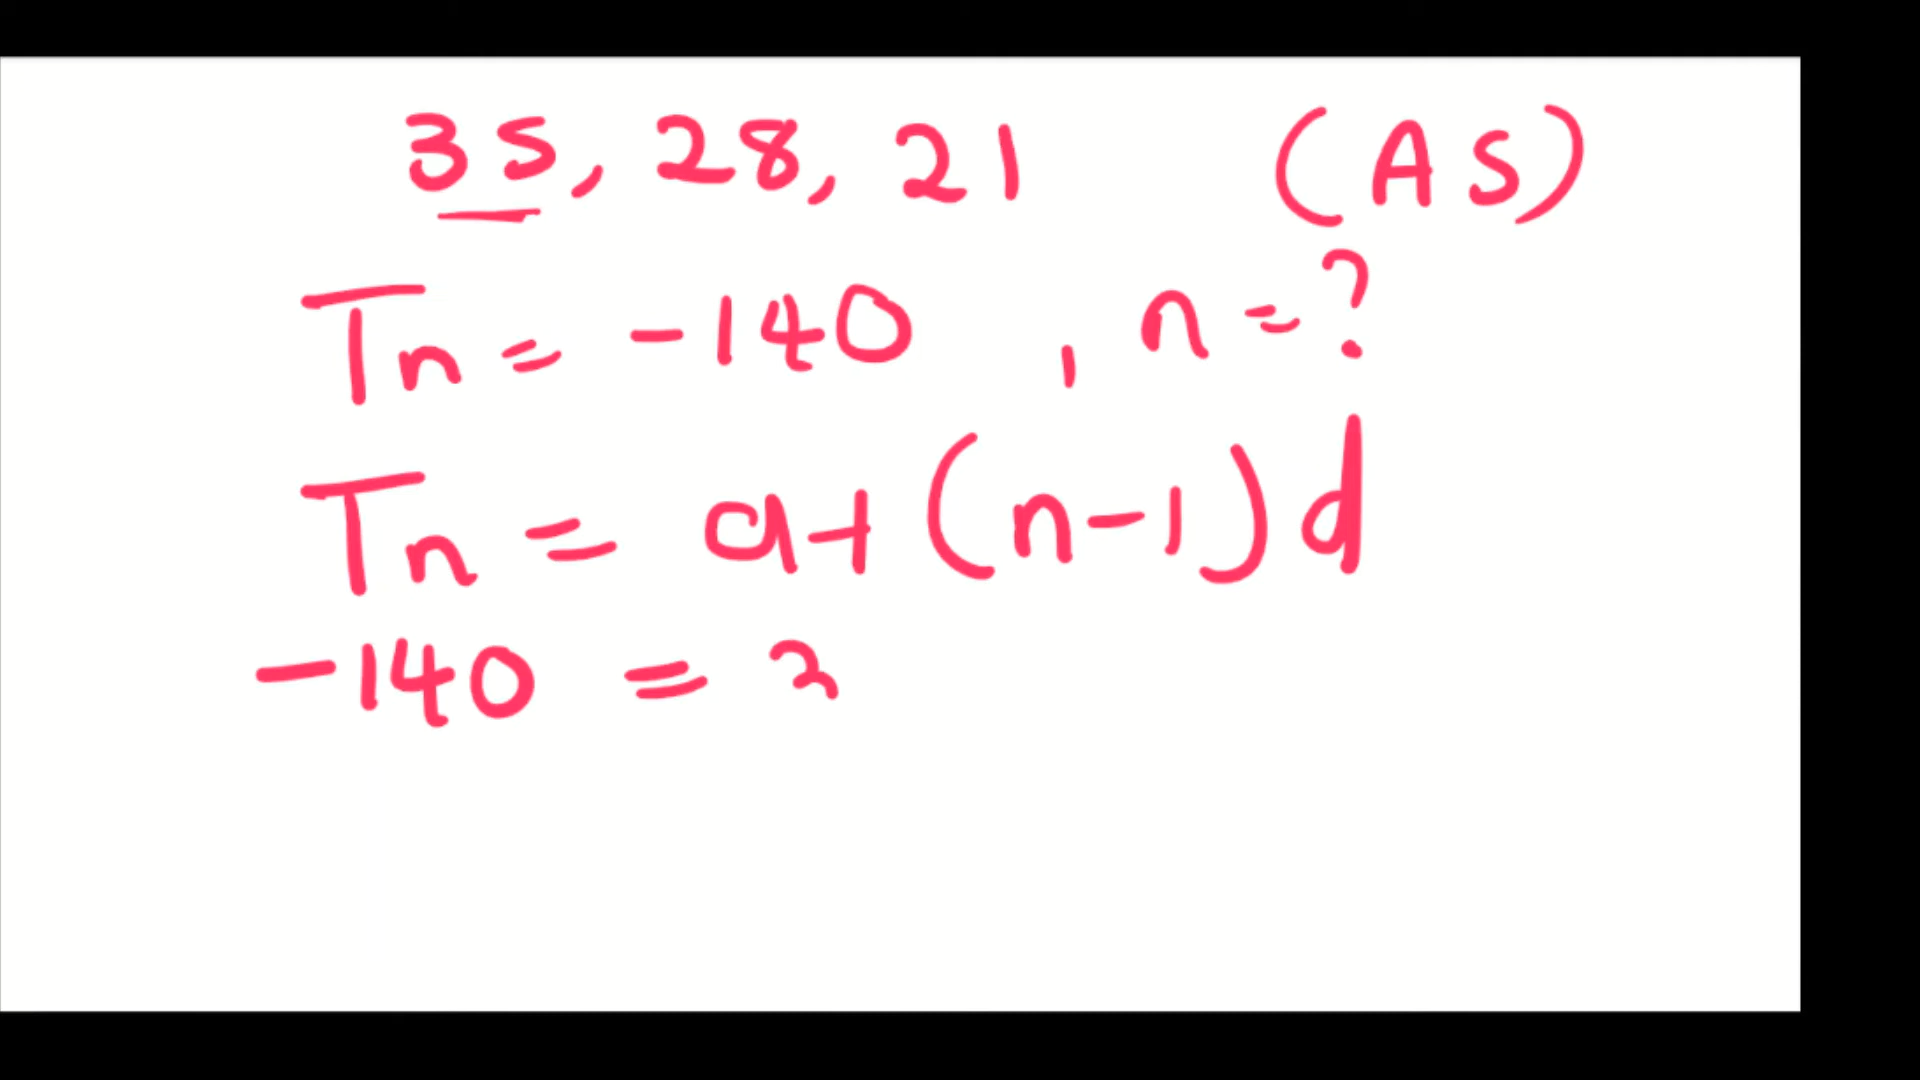 35, 28, 21 (AS)
Tn = -140 , n = ?
Tn = a + (n-1)d
-140 =